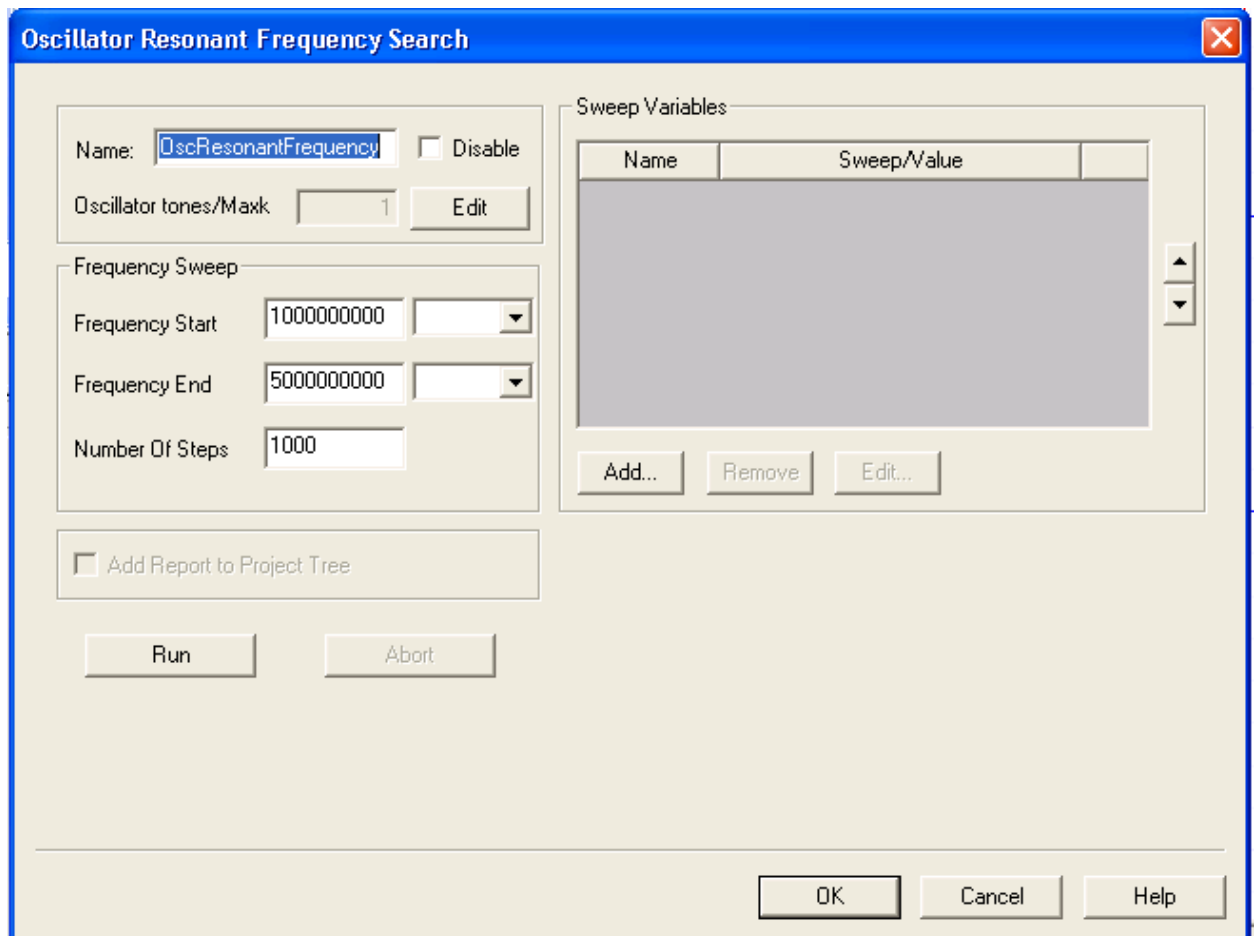 Oscillator Resonant Frequency Search
Name: OscResonantFrequency Disable
Oscillator tones/Maxk 1 Edit
Frequency Sweep
Frequency Start 1000000000
Frequency End 5000000000
Number Of Steps 1000
Add Report to Project Tree
Run Abort
Sweep Variables
Name Sweep/Value
Add... Remove Edit...
OK Cancel Help